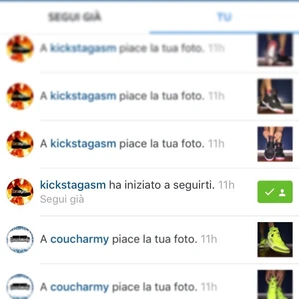 SEGUI GIÀ
TU
A kickstagasm piace la tua foto. 11h
A kickstagasm piace la tua foto. 11h
A kickstagasm piace la tua foto. 11h
kickstagasm ha iniziato a seguirti. 11h
Segui già
A coucharmy piace la tua foto. 11h
A coucharmy piace la tua foto. 11h